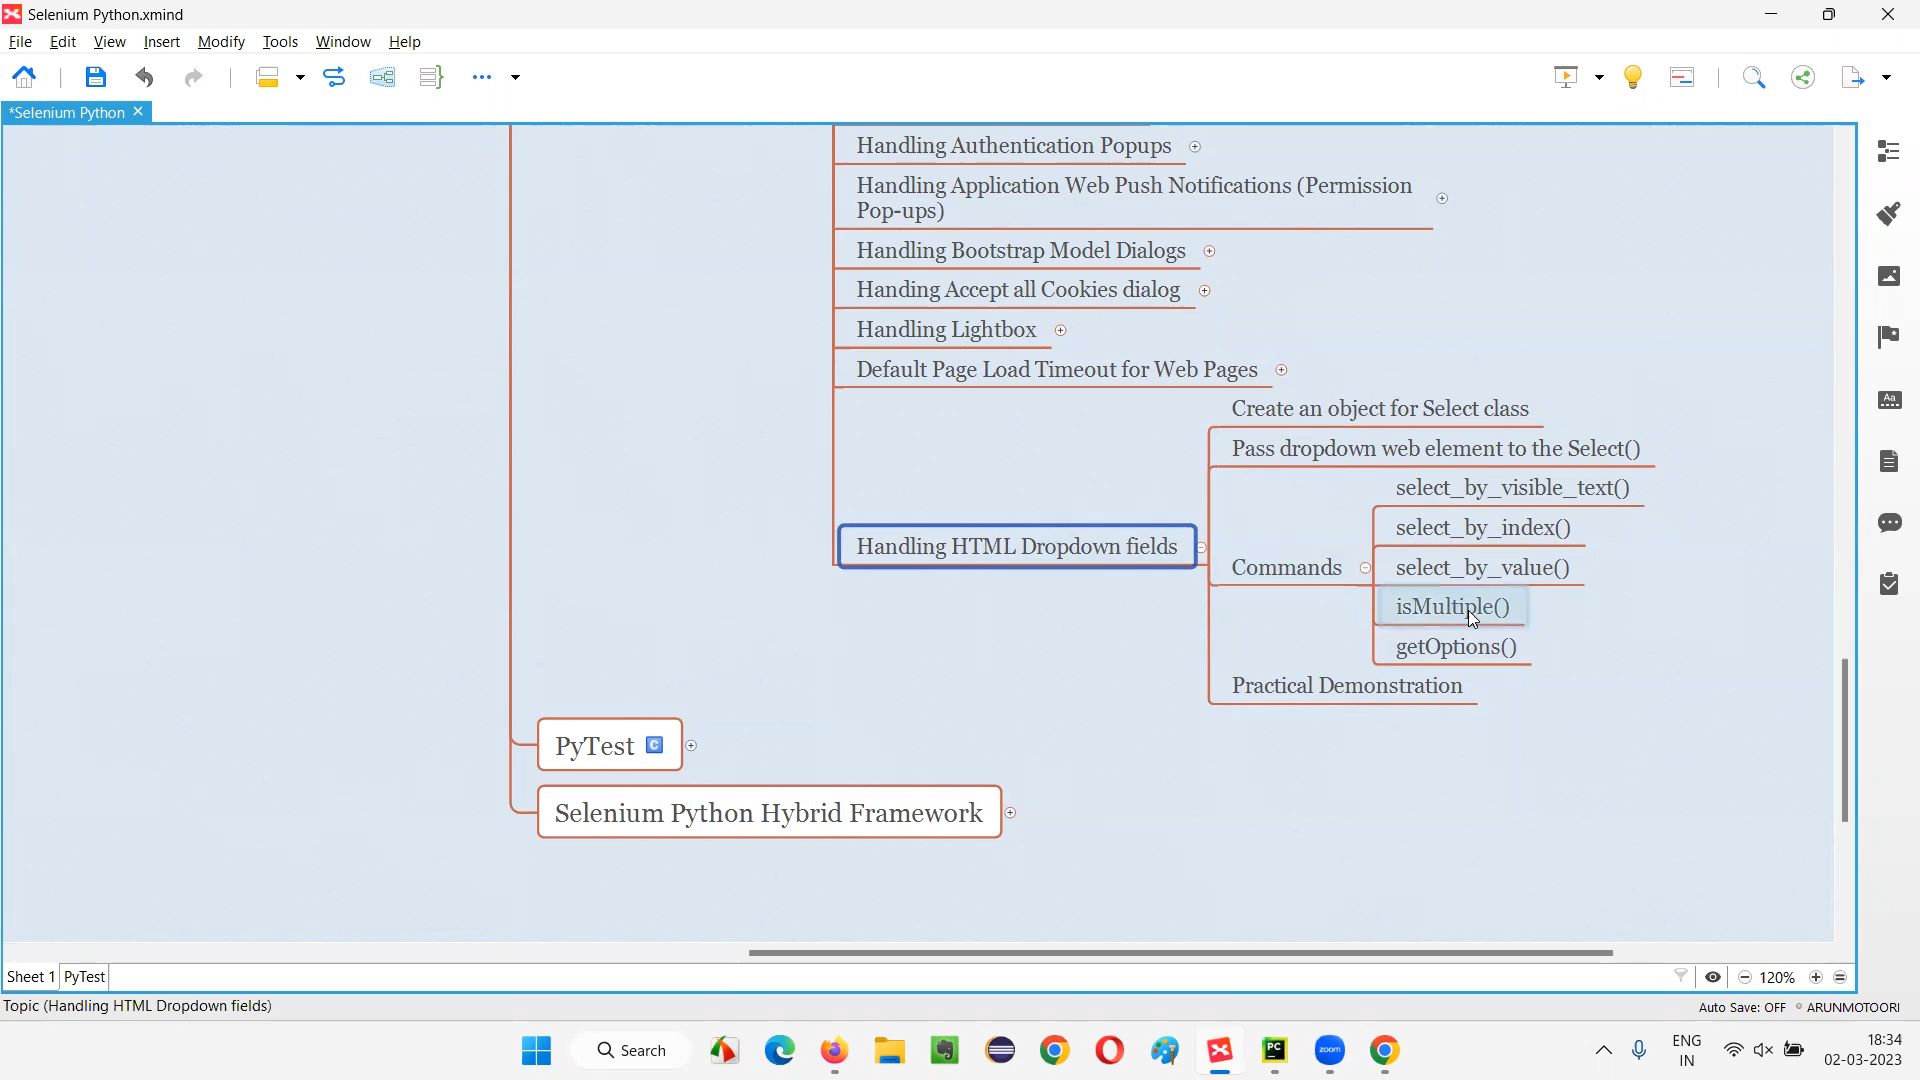 Selenium Python.xmind
File Edit View Insert Modify Tools Window Help
*Selenium Python
Handling Authentication Popups
Handling Application Web Push Notifications (Permission
Pop-ups)
Handling Bootstrap Model Dialogs
Handing Accept all Cookies dialog
Handling Lightbox
Default Page Load Timeout for Web Pages
Create an object for Select class
Pass dropdown web element to the Select()
select_by_visible_text()
select_by_index()
Handling HTML Dropdown fields
Commands
select_by_value()
isMultiple()
getOptions()
Practical Demonstration
PyTest
Selenium Python Hybrid Framework
Sheet 1 PyTest
120%
Topic (Handling HTML Dropdown fields)
Auto Save: OFF ARUNMOTOORI
Search
zoom
PC
ENG
IN
18:34
02-03-2023